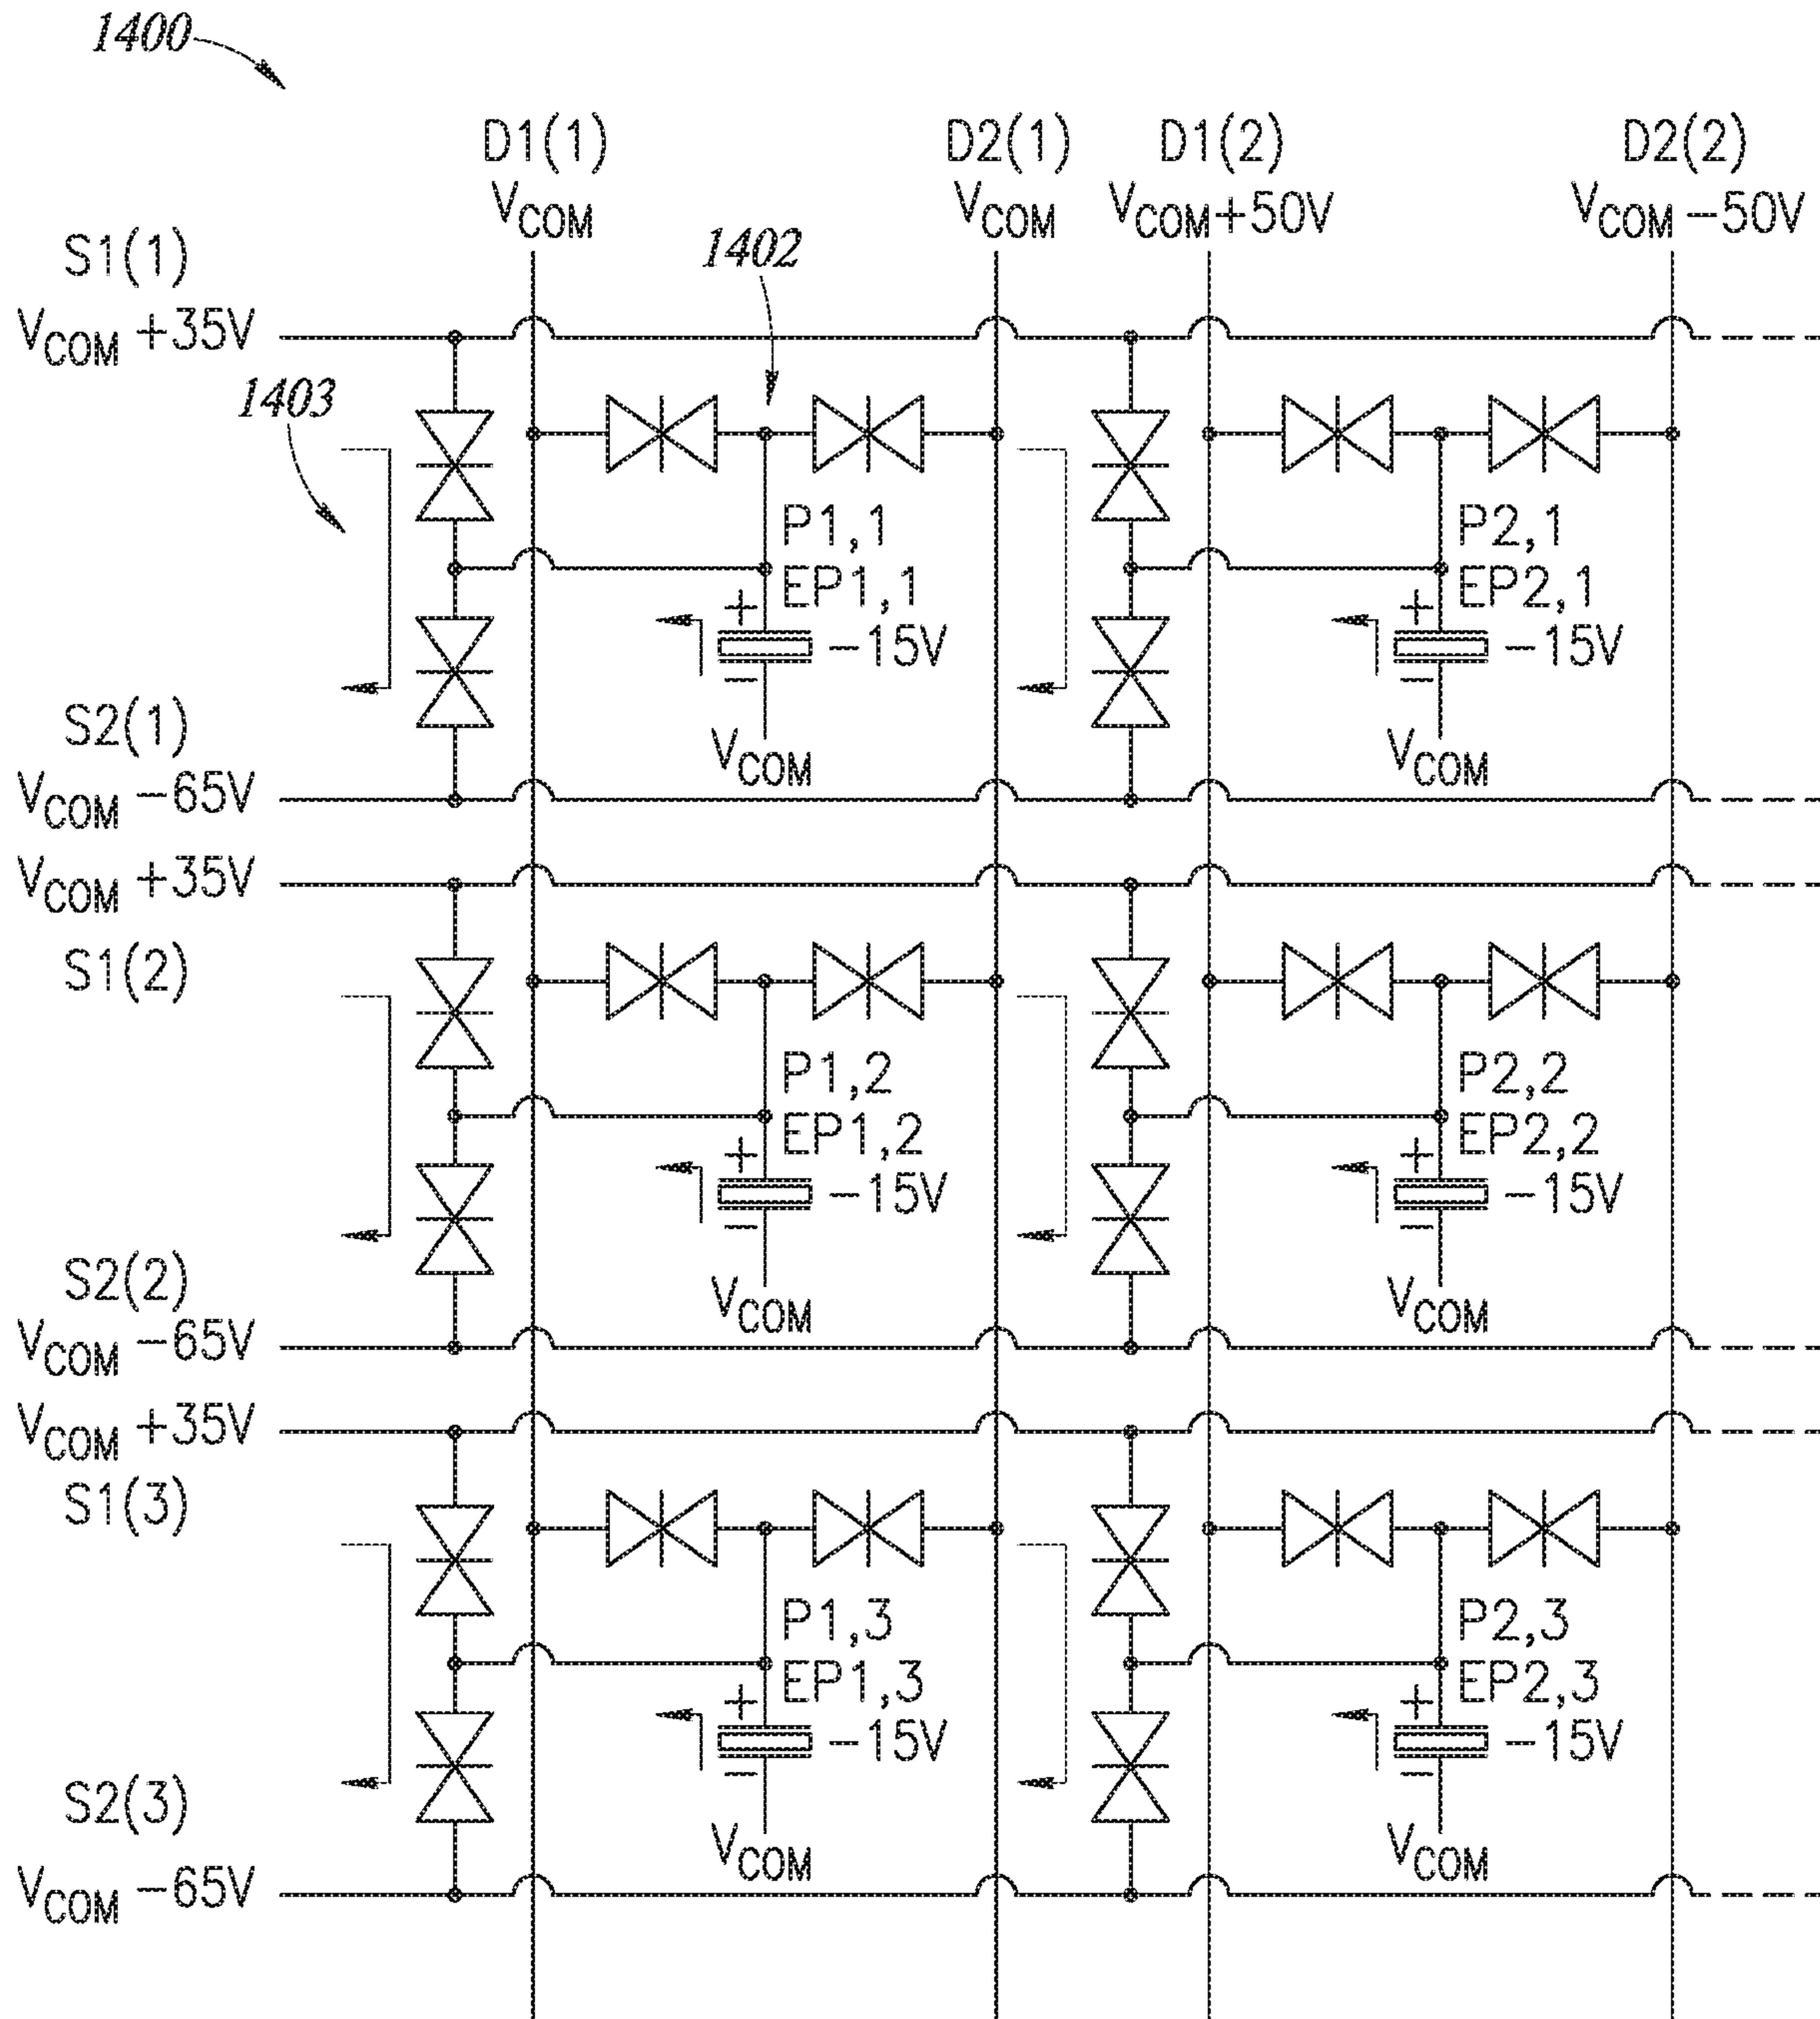 1400
D1(1) D2(1) D1(2) D2(2)
VCOM VCOM VCOM+50V VCOM -50V
S1(1)
1402
VCOM +35V
1403
P1,1 P2,1
EP1,1 EP2,1
+ -15V + -15V
- -
S2(1)
VCOM VCOM
VCOM -65V
VCOM +35V
S1(2)
P1,2 P2,2
EP1,2 EP2,2
+ -15V + -15V
- -
S2(2)
VCOM VCOM
VCOM -65V
VCOM +35V
S1(3)
P1,3 P2,3
EP1,3 EP2,3
+ -15V + -15V
- -
S2(3)
VCOM VCOM
VCOM -65V